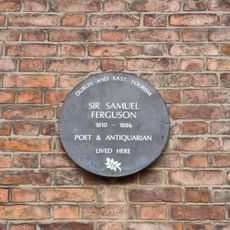 DUBLIN AND EAST TOURISM
SIR SAMUEL
FERGUSON
1810 - 1886
POET & ANTIQUARIAN
LIVED HERE